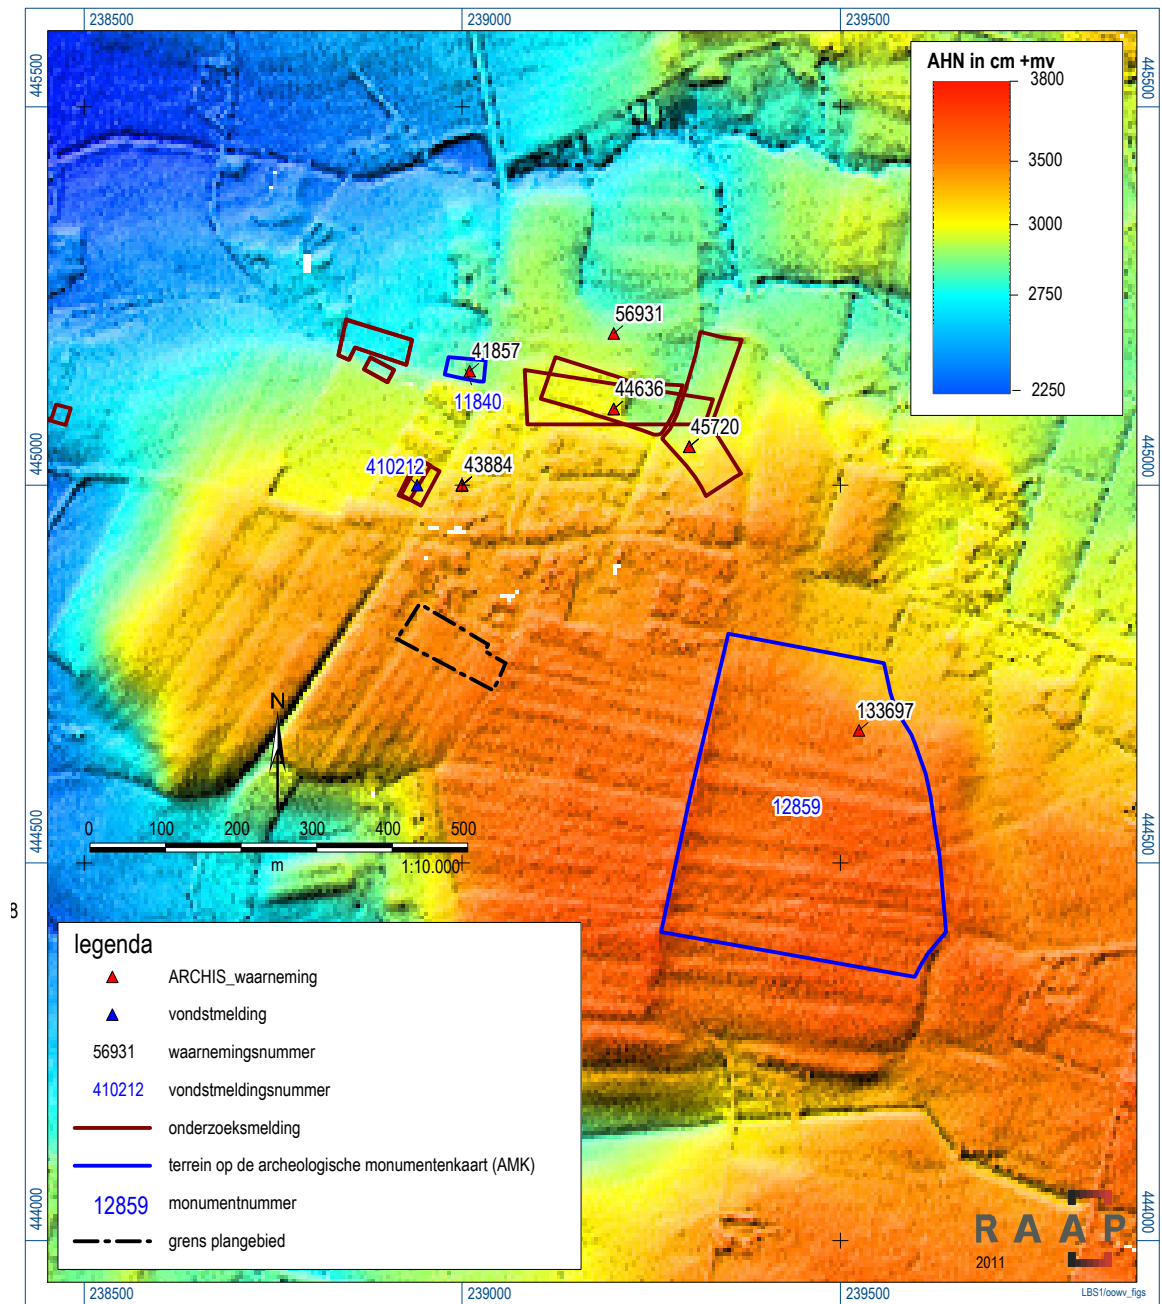 238500 239000 239500
445500 445500
AHN in cm +mv
3800
3500
3000
2750
2250
56931
41857
11840
44636
45720
410212
43884
445000 445000
N
133697
12859
0 100 200 300 400 500
m 1:10.000
444500 444500
8
legenda
ARCHIS_waarneming
vondstmelding
56931 waarnemingsnummer
410212 vondstmeldingsnummer
onderzoeksmelding
terrein op de archeologische monumentenkaart (AMK)
12859 monumentnummer
grens plangebied
444000 444000
RAAP
2011
LBS1/oowv_figs
238500 239000 239500